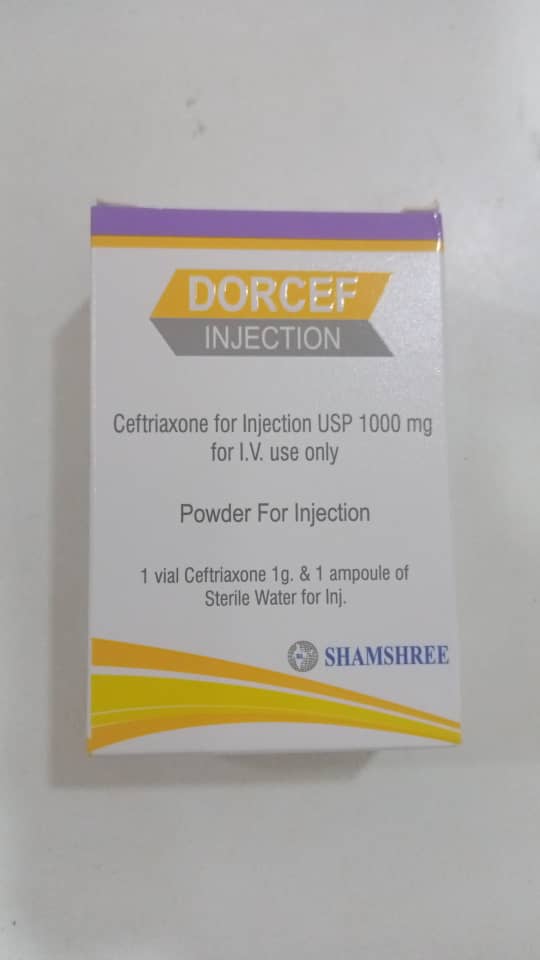 DORCEF
INJECTION
Ceftriaxone for Injection USP 1000 mg
for I.V. use only
Powder For Injection
1 vial Ceftriaxone 1g. & 1 ampoule of
Sterile Water for Inj.
SHAMSHREE